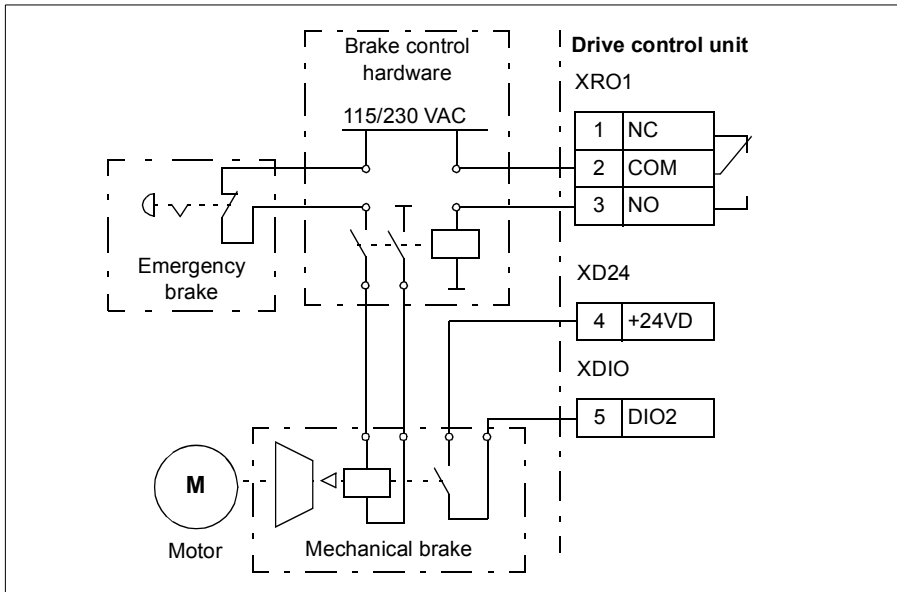 Brake control
hardware
115/230 VAC
Drive control unit
XRO1
1 NC
2 COM
3 NO
Emergency
brake
XD24
4 +24VD
XDIO
5 DIO2
M
Motor
Mechanical brake